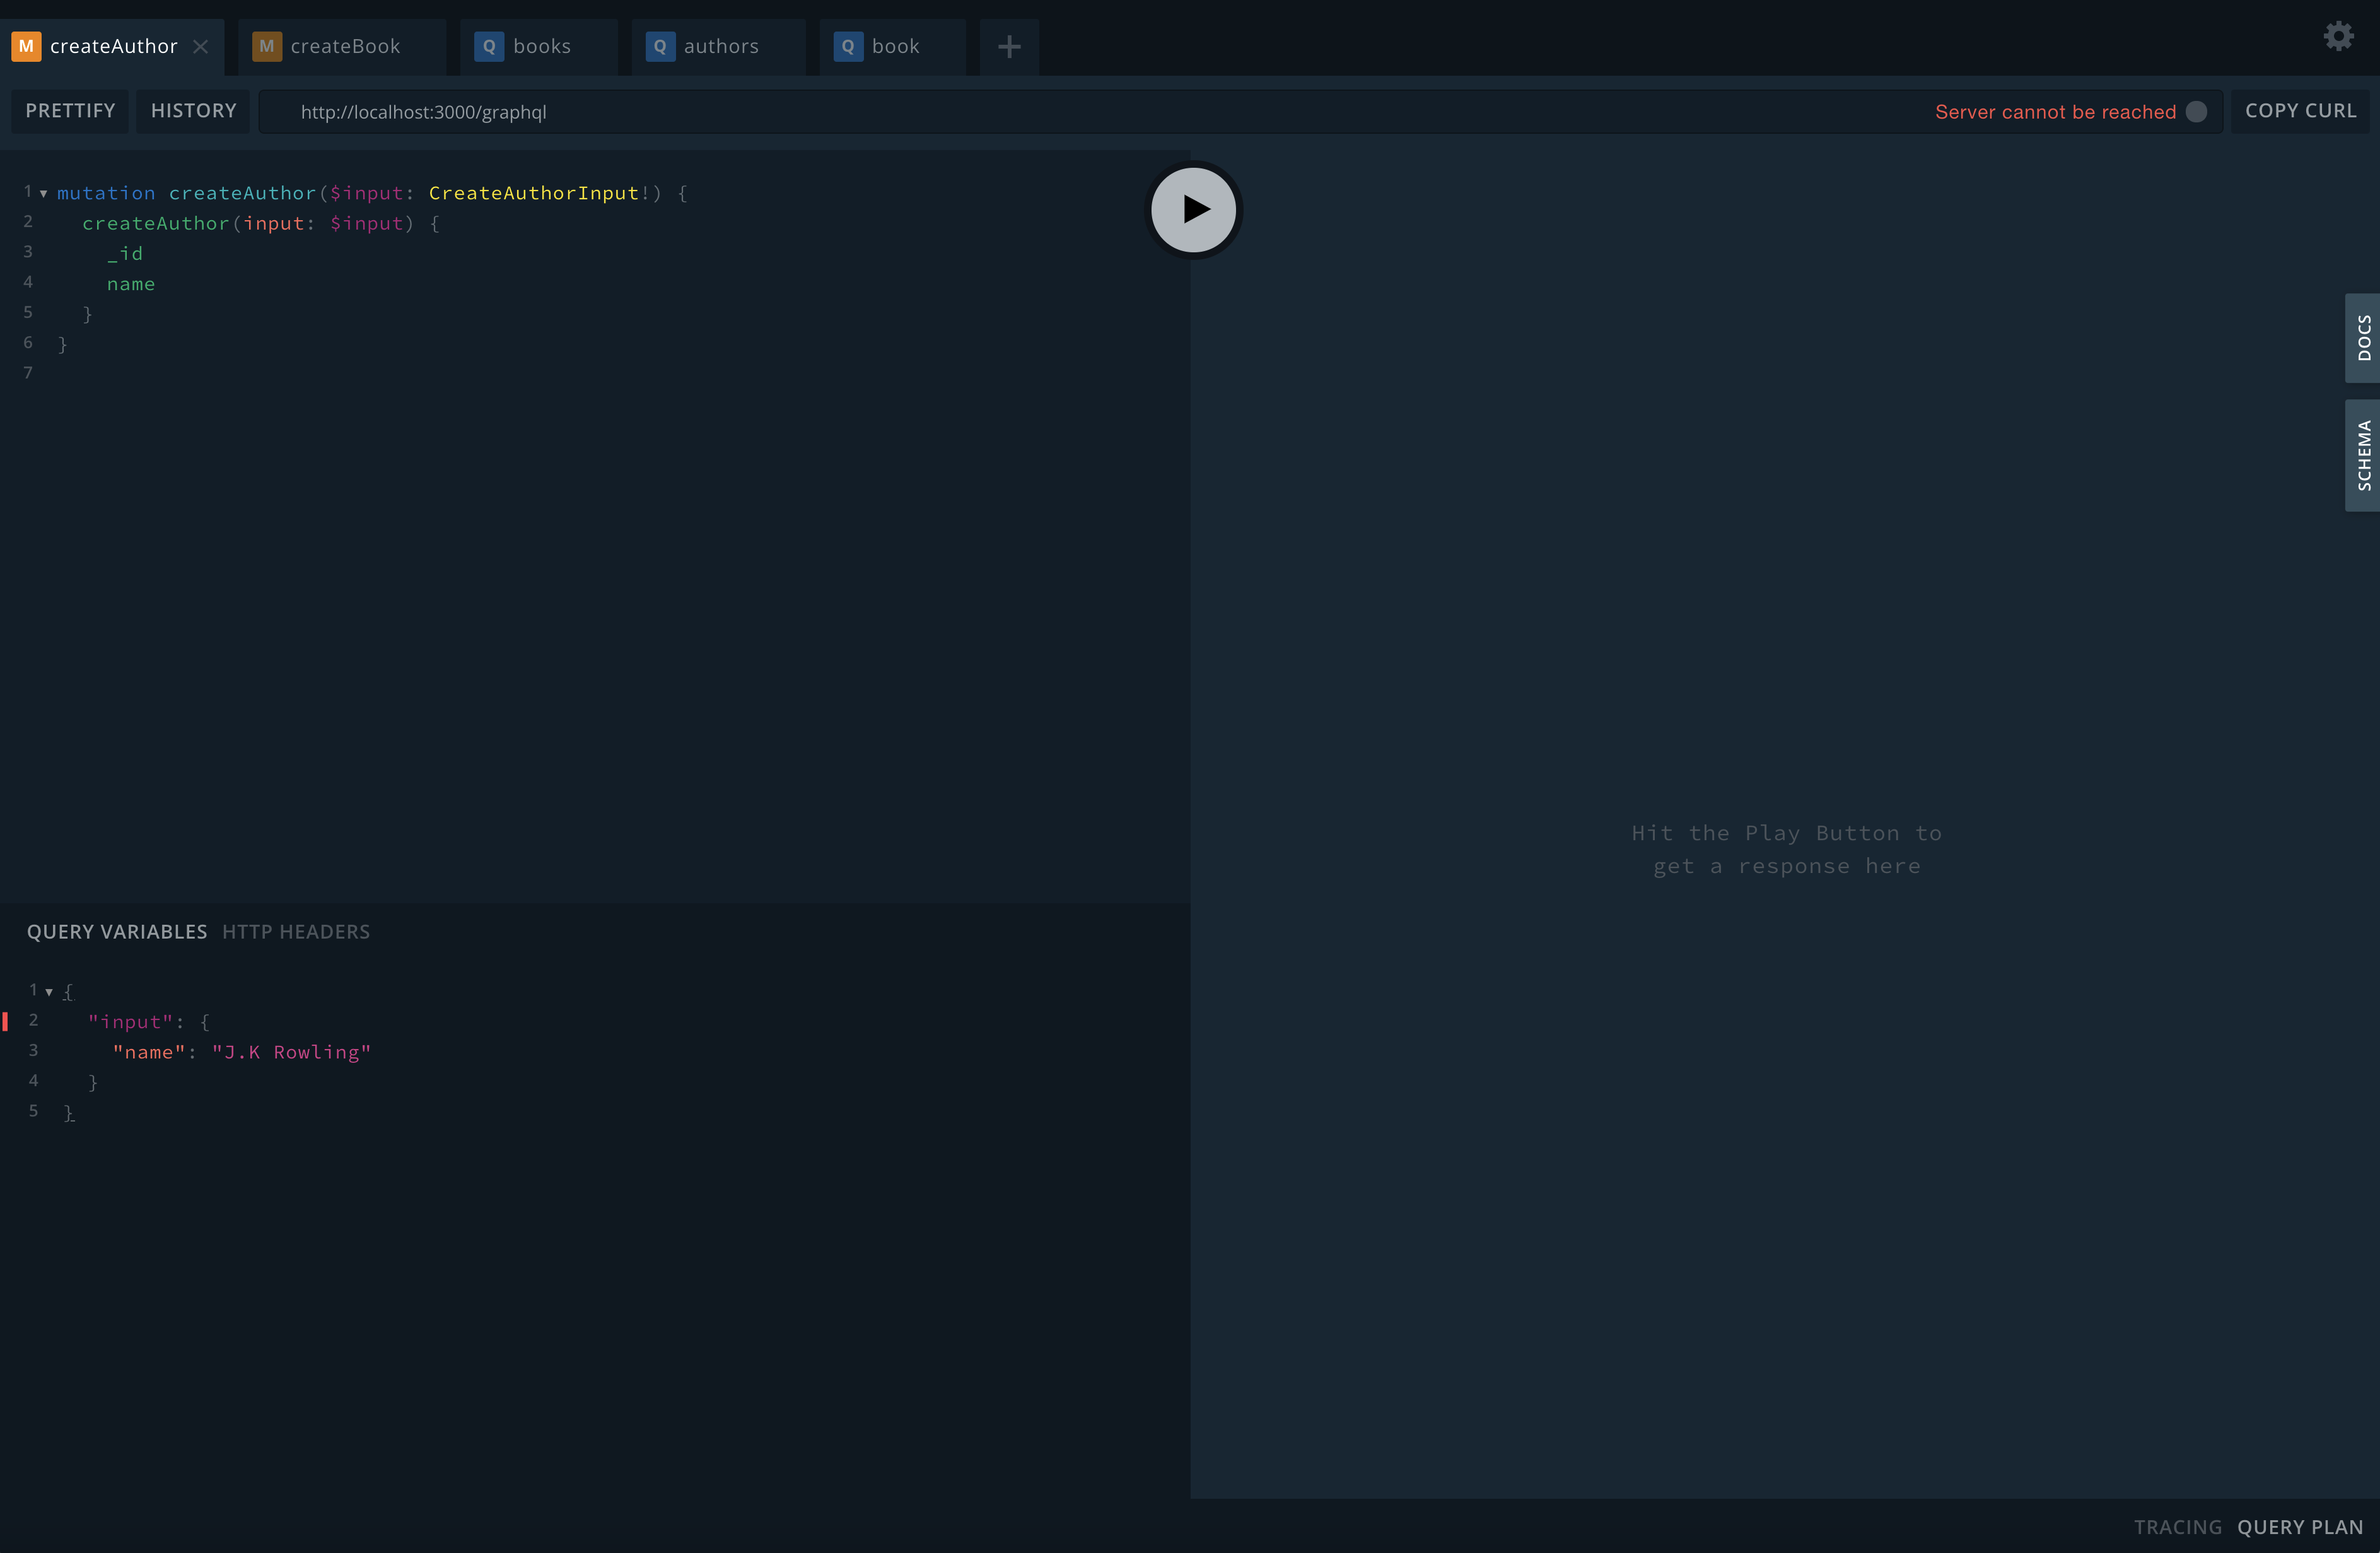 M createAuthor
M createBook
Q books
Q authors
Q book
PRETTIFY
HISTORY
http://localhost:3000/graphql
Server cannot be reached
COPY CURL
1 mutation createAuthor($input: CreateAuthorInput!) {
2 createAuthor(input: $input) {
3 _id
4 name
5 }
6 }
7
DOCS
SCHEMA
Hit the Play Button to
get a response here
QUERY VARIABLES HTTP HEADERS
1 {
2 "input": {
3 "name": "J.K Rowling"
4 }
5 }
TRACING QUERY PLAN